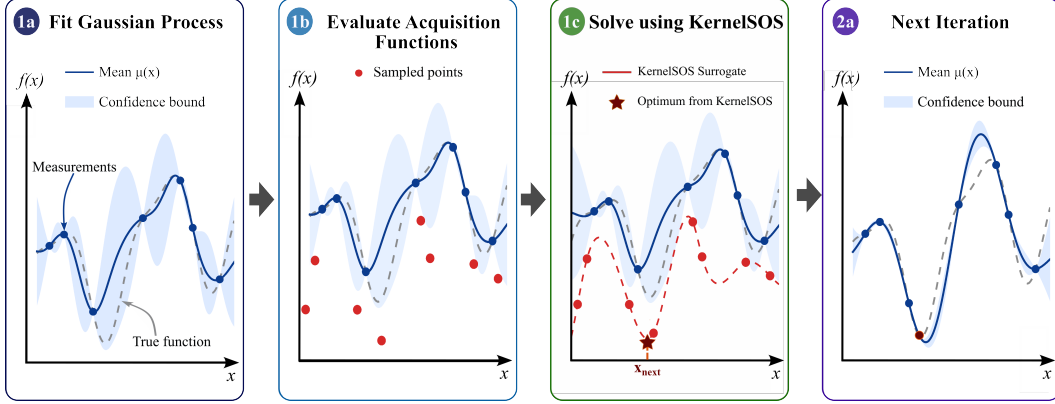 1a Fit Gaussian Process
f(x)
Mean μ(x)
Confidence bound
Measurements
True function
x
1b Evaluate Acquisition
Functions
f(x)
Sampled points
x
1c Solve using KernelSOS
f(x)
KernelSOS Surrogate
Optimum from KernelSOS
xnext
x
2a Next Iteration
f(x)
Mean μ(x)
Confidence bound
x